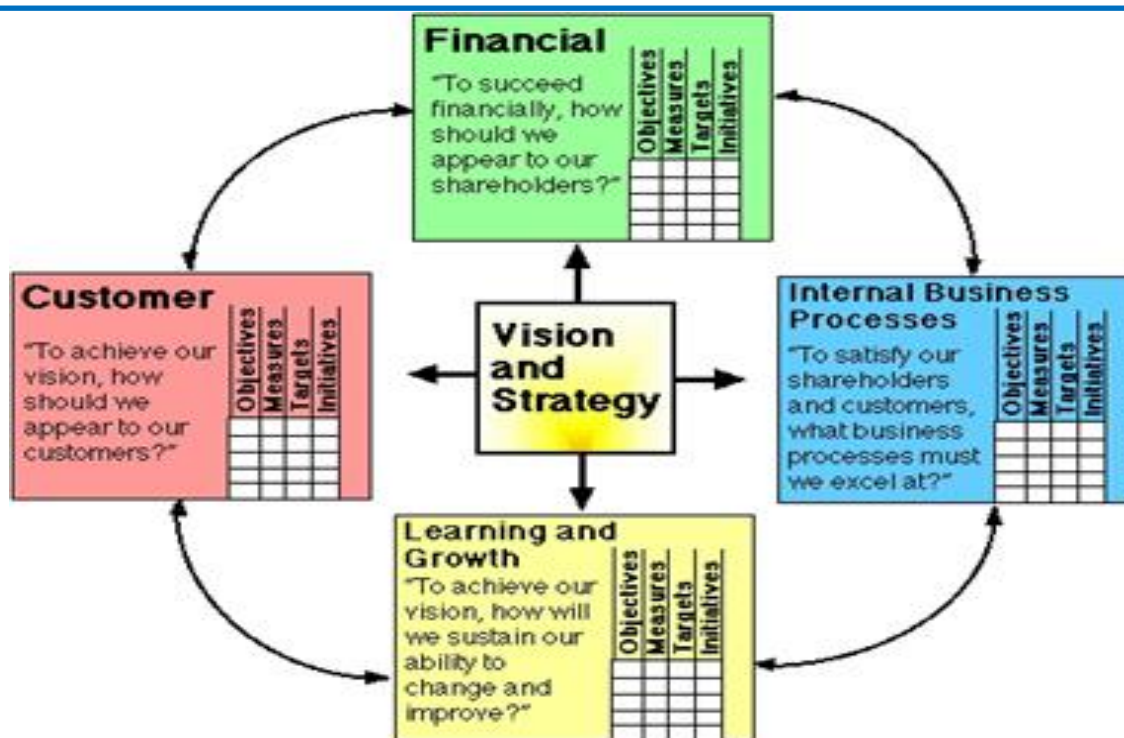 Financial
"To succeed
financially, how
should we
appear to our
shareholders?"
Objectives
Measures
Targets
Initiatives
Customer
"To achieve our
vision, how
should we
appear to our
customers?"
Objectives
Measures
Targets
Initiatives
Vision
and
Strategy
Internal Business
Processes
"To satisfy our
shareholders
and customers,
what business
processes must
we excel at?"
Objectives
Measures
Targets
Initiatives
Learning and
Growth
"To achieve our
vision, how will
we sustain our
ability to
change and
improve?"
Objectives
Measures
Targets
Initiatives